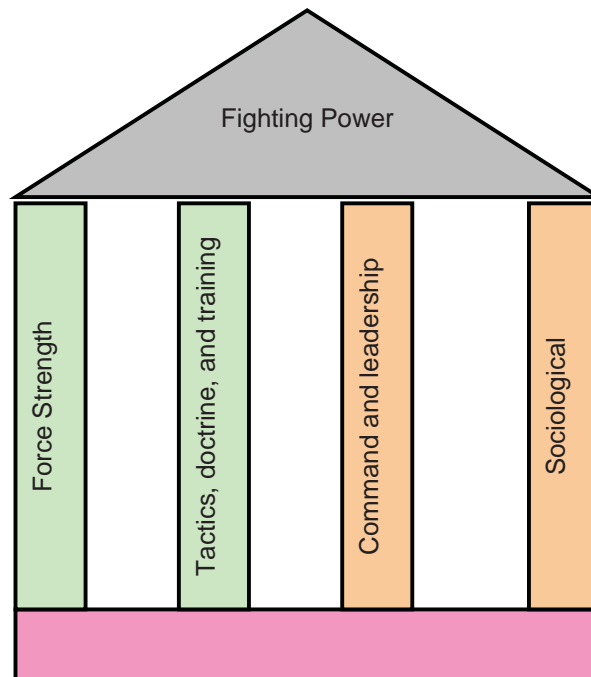 Fighting Power
Force Strength
Tactics, doctrine, and training
Command and leadership
Sociological